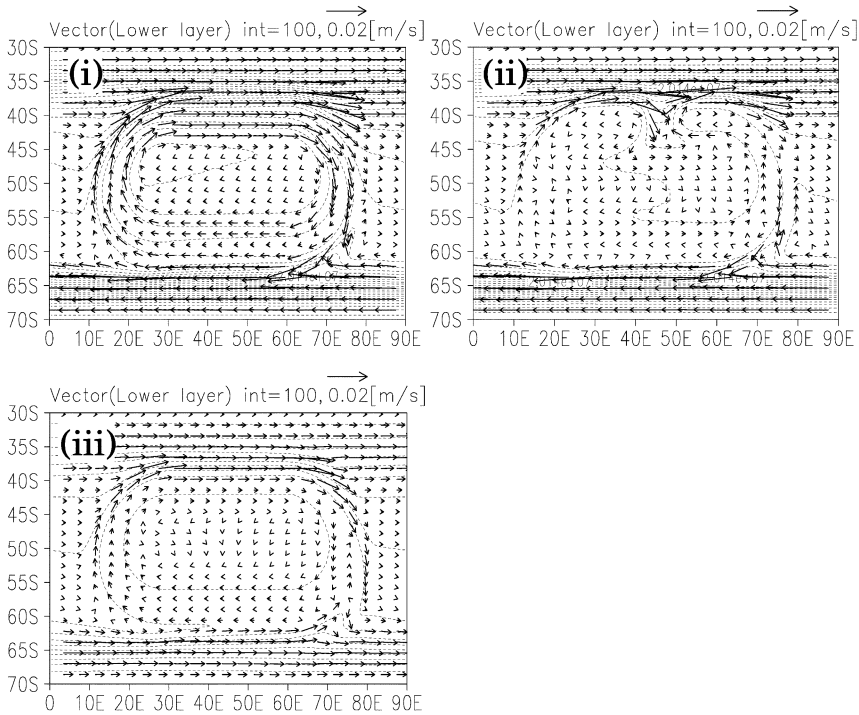 Vector(Lower layer) int=100, 0.02[m/s]
Vector(Lower layer) int=100, 0.02[m/s]
(i)
(ii)
30S
35S
40S
45S
50S
55S
60S
65S
70S
30S
35S
40S
45S
50S
55S
60S
65S
70S
0 10E 20E 30E 40E 50E 60E 70E 80E 90E
0 10E 20E 30E 40E 50E 60E 70E 80E 90E
Vector(Lower layer) int=100, 0.02[m/s]
(iii)
30S
35S
40S
45S
50S
55S
60S
65S
70S
0 10E 20E 30E 40E 50E 60E 70E 80E 90E